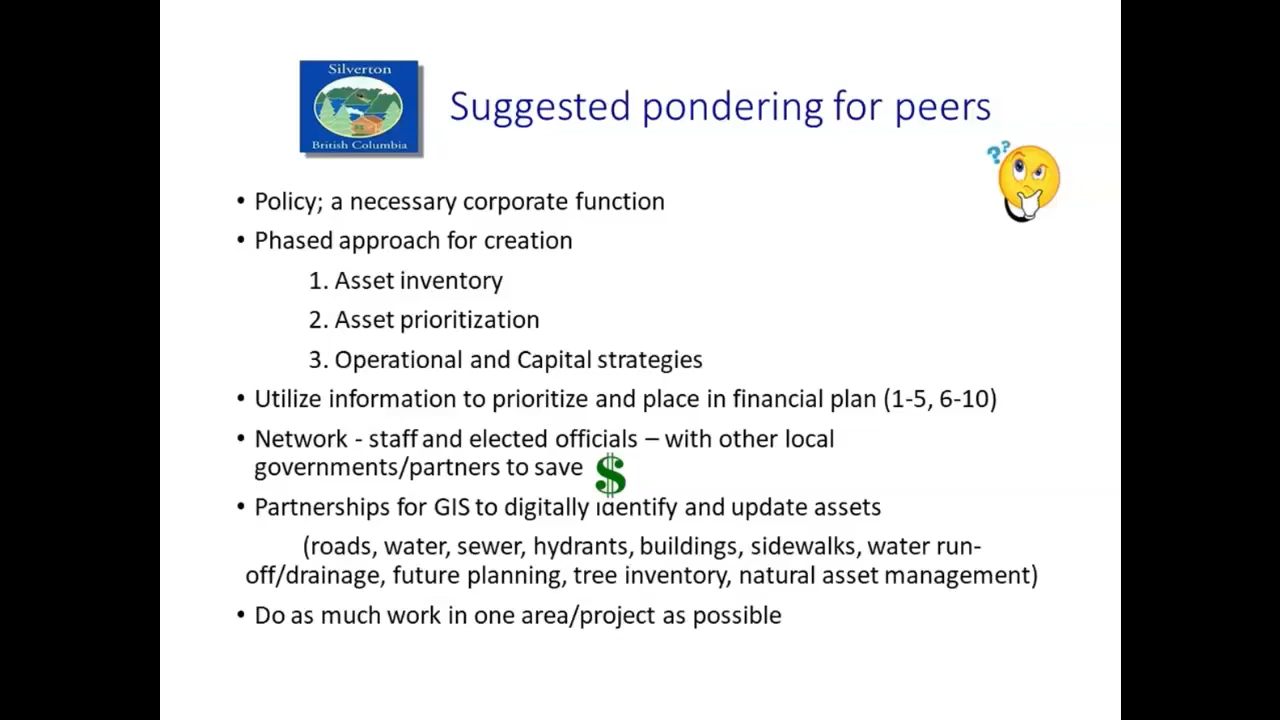 Silverton
British Columbia
Suggested pondering for peers
??
• Policy; a necessary corporate function
• Phased approach for creation
1. Asset inventory
2. Asset prioritization
3. Operational and Capital strategies
• Utilize information to prioritize and place in financial plan (1-5, 6-10)
• Network - staff and elected officials – with other local
governments/partners to save $
• Partnerships for GIS to digitally identify and update assets
(roads, water, sewer, hydrants, buildings, sidewalks, water run-
off/drainage, future planning, tree inventory, natural asset management)
• Do as much work in one area/project as possible